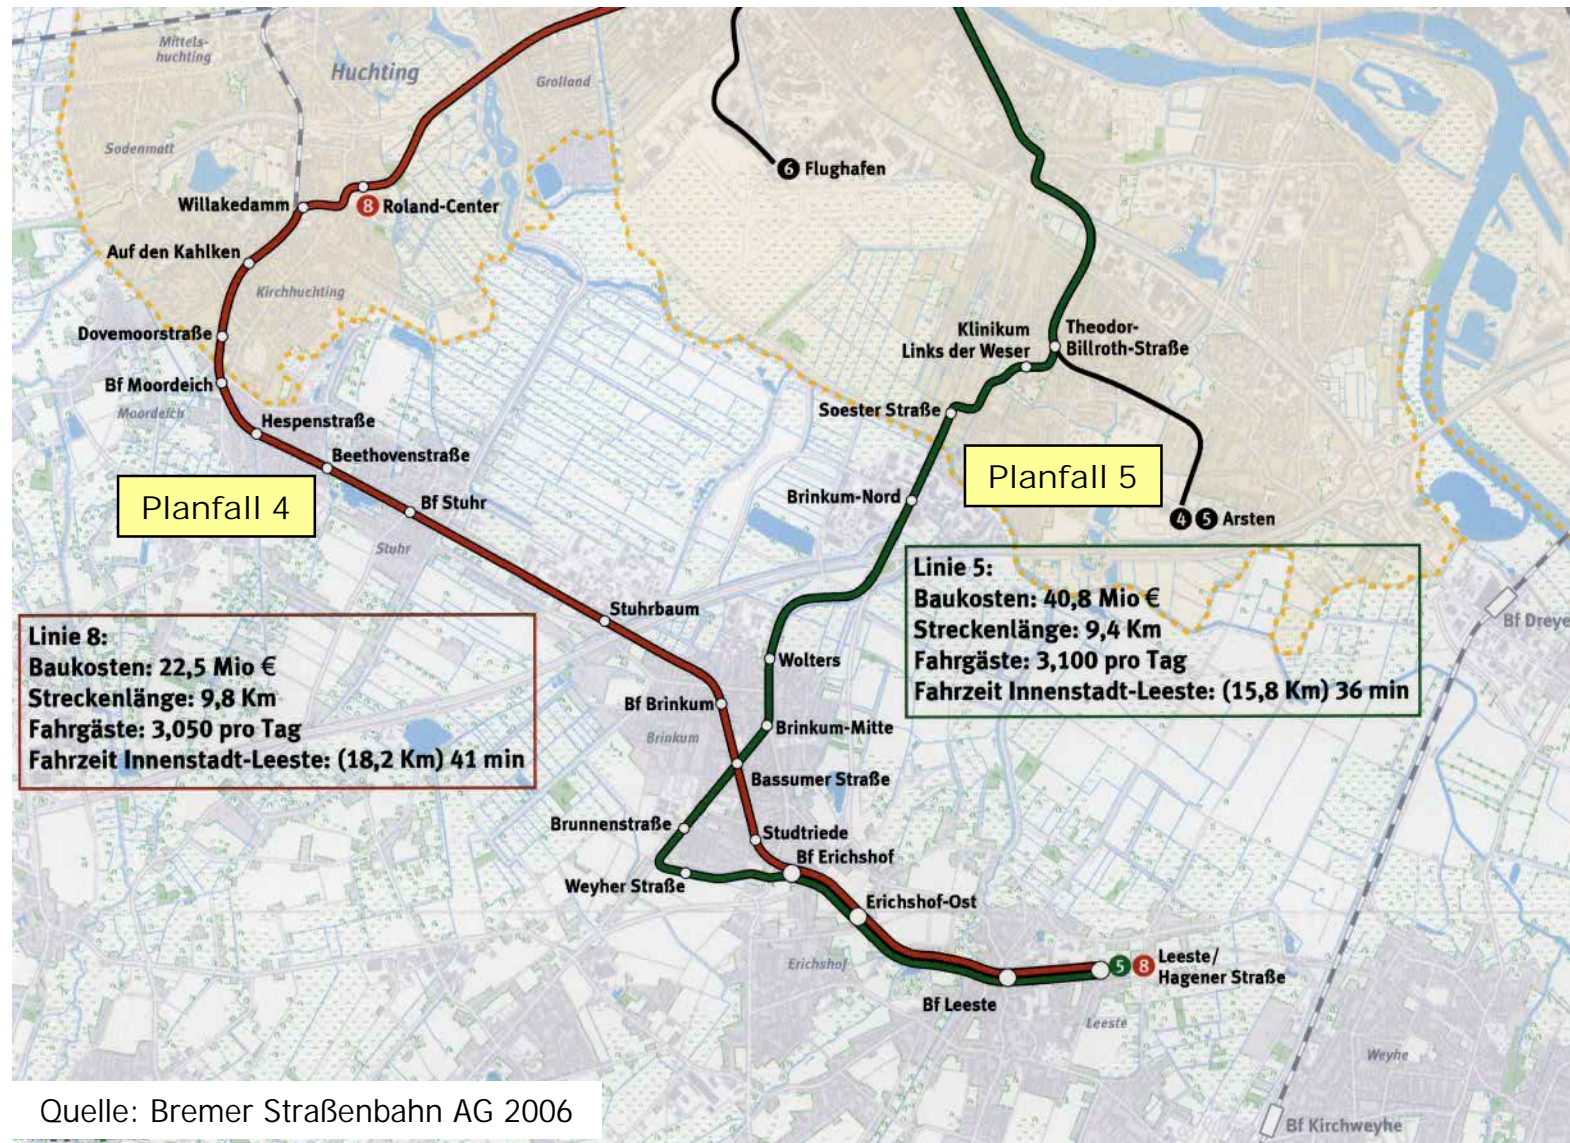 Mittels-
huchting
Huchting
Grolland
Sodenmatt
6 Flughafen
Willakedamm
8 Roland-Center
Auf den Kahlken
Kirchhuchting
Dovemoorstraße
Klinikum
Links der Weser
Theodor-
Billroth-Straße
Bf Moordeich
Moordeich
Hespenstraße
Soester Straße
Beethovenstraße
Planfall 4
Planfall 5
Bf Stuhr
Brinkum-Nord
4 5 Arsten
Stuhr
Linie 5:
Baukosten: 40,8 Mio €
Streckenlänge: 9,4 Km
Fahrgäste: 3,100 pro Tag
Fahrzeit Innenstadt-Leeste: (15,8 Km) 36 min
Bf Dreye
Stuhrbaum
Linie 8:
Baukosten: 22,5 Mio €
Streckenlänge: 9,8 Km
Fahrgäste: 3,050 pro Tag
Fahrzeit Innenstadt-Leeste: (18,2 Km) 41 min
Wolters
Bf Brinkum
Brinkum
Brinkum-Mitte
Bassumer Straße
Brunnenstraße
Studtriede
Bf Erichshof
Weyher Straße
Erichshof-Ost
Erichshof
5 8 Leeste/
Hagener Straße
Bf Leeste
Leeste
Weyhe
Quelle: Bremer Straßenbahn AG 2006
Bf Kirchweyhe